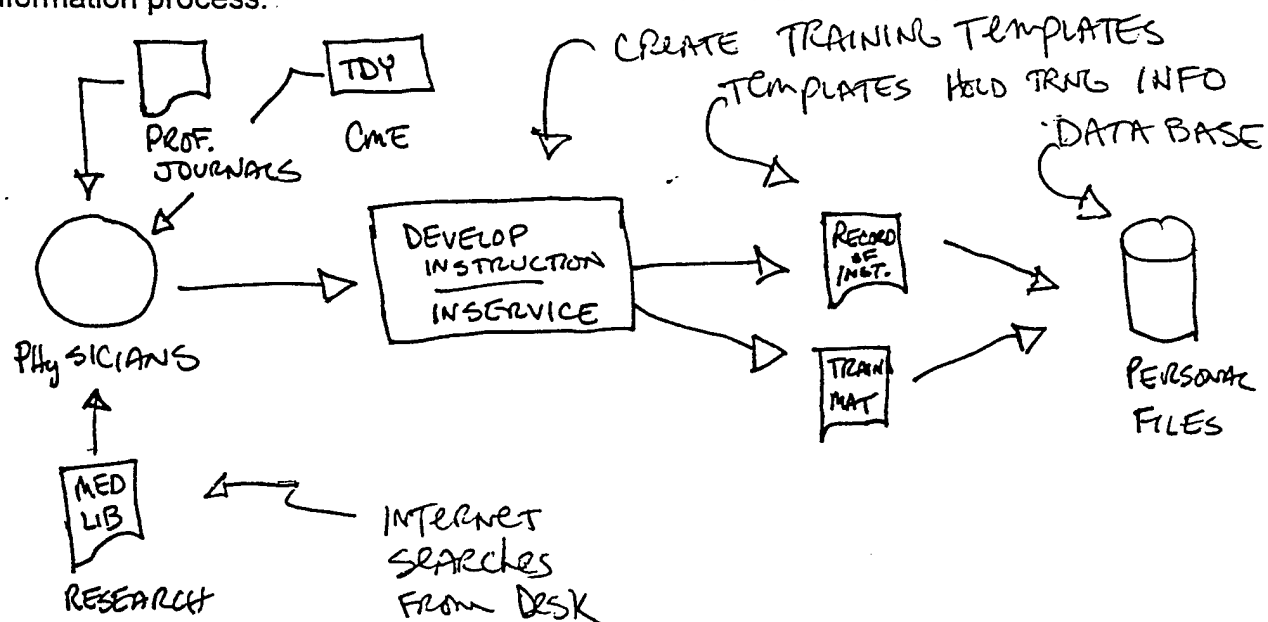 formation process.
CREATE TRAINING TEMPLATES
TEMPLATES HOLD TRNG INFO
DATA BASE
TDY
CME
PROF.
JOURNALS
PHYSICIANS
DEVELOP
INSTRUCTION
INSERVICE
RECORD
OF
INST.
TRAIN
MAT
PERSONAL
FILES
MED
LIB
RESEARCH
INTERNET
SEARCHES
FROM DESK